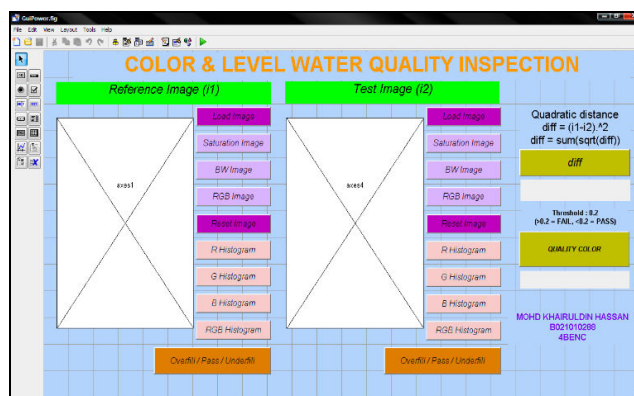 GuiPower.fig
File Edit View Layout Tools Help
COLOR & LEVEL WATER QUALITY INSPECTION
Reference Image (i1)
Test Image (i2)
axes1
Load Image
Saturation Image
BW Image
RGB Image
Reset Image
R Histogram
G Histogram
B Histogram
RGB Histogram
Overfill / Pass / Underfill
axes4
Load Image
Saturation Image
BW Image
RGB Image
Reset Image
R Histogram
G Histogram
B Histogram
RGB Histogram
Overfill / Pass / Underfill
Quadratic distance
diff = (i1-i2).^2
diff = sum(sqrt(diff))
diff
Threshold : 0.2
(>0.2 = FAIL, <0.2 = PASS)
QUALITY COLOR
MOHD KHAIRULDIN HASSAN
B021010288
4BENC